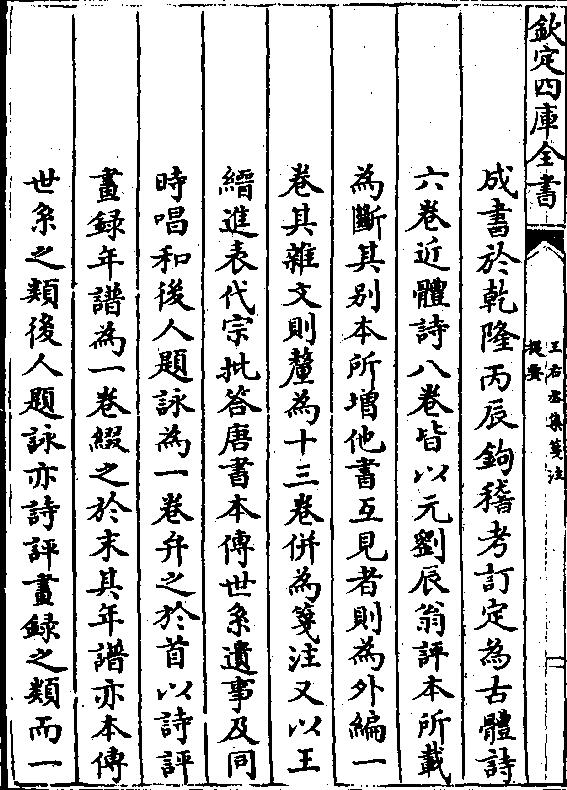 欽定四庫全書
王右丞集箋注
提要
一
成書於乾隆丙辰鉤稽考訂定為古體詩
六卷近體詩八卷皆以元劉辰翁評本所載
為斷其别本所增他書互見者則為外編一
卷其雜文則釐為十三卷併為箋注又以王
縉進表代宗批答唐書本傳世系遺事及同
時唱和後人題詠為一卷弁之於首以詩評
畫録年譜為一卷綴之於末其年譜亦本傳
世系之類後人題詠亦詩評畫録之類而一